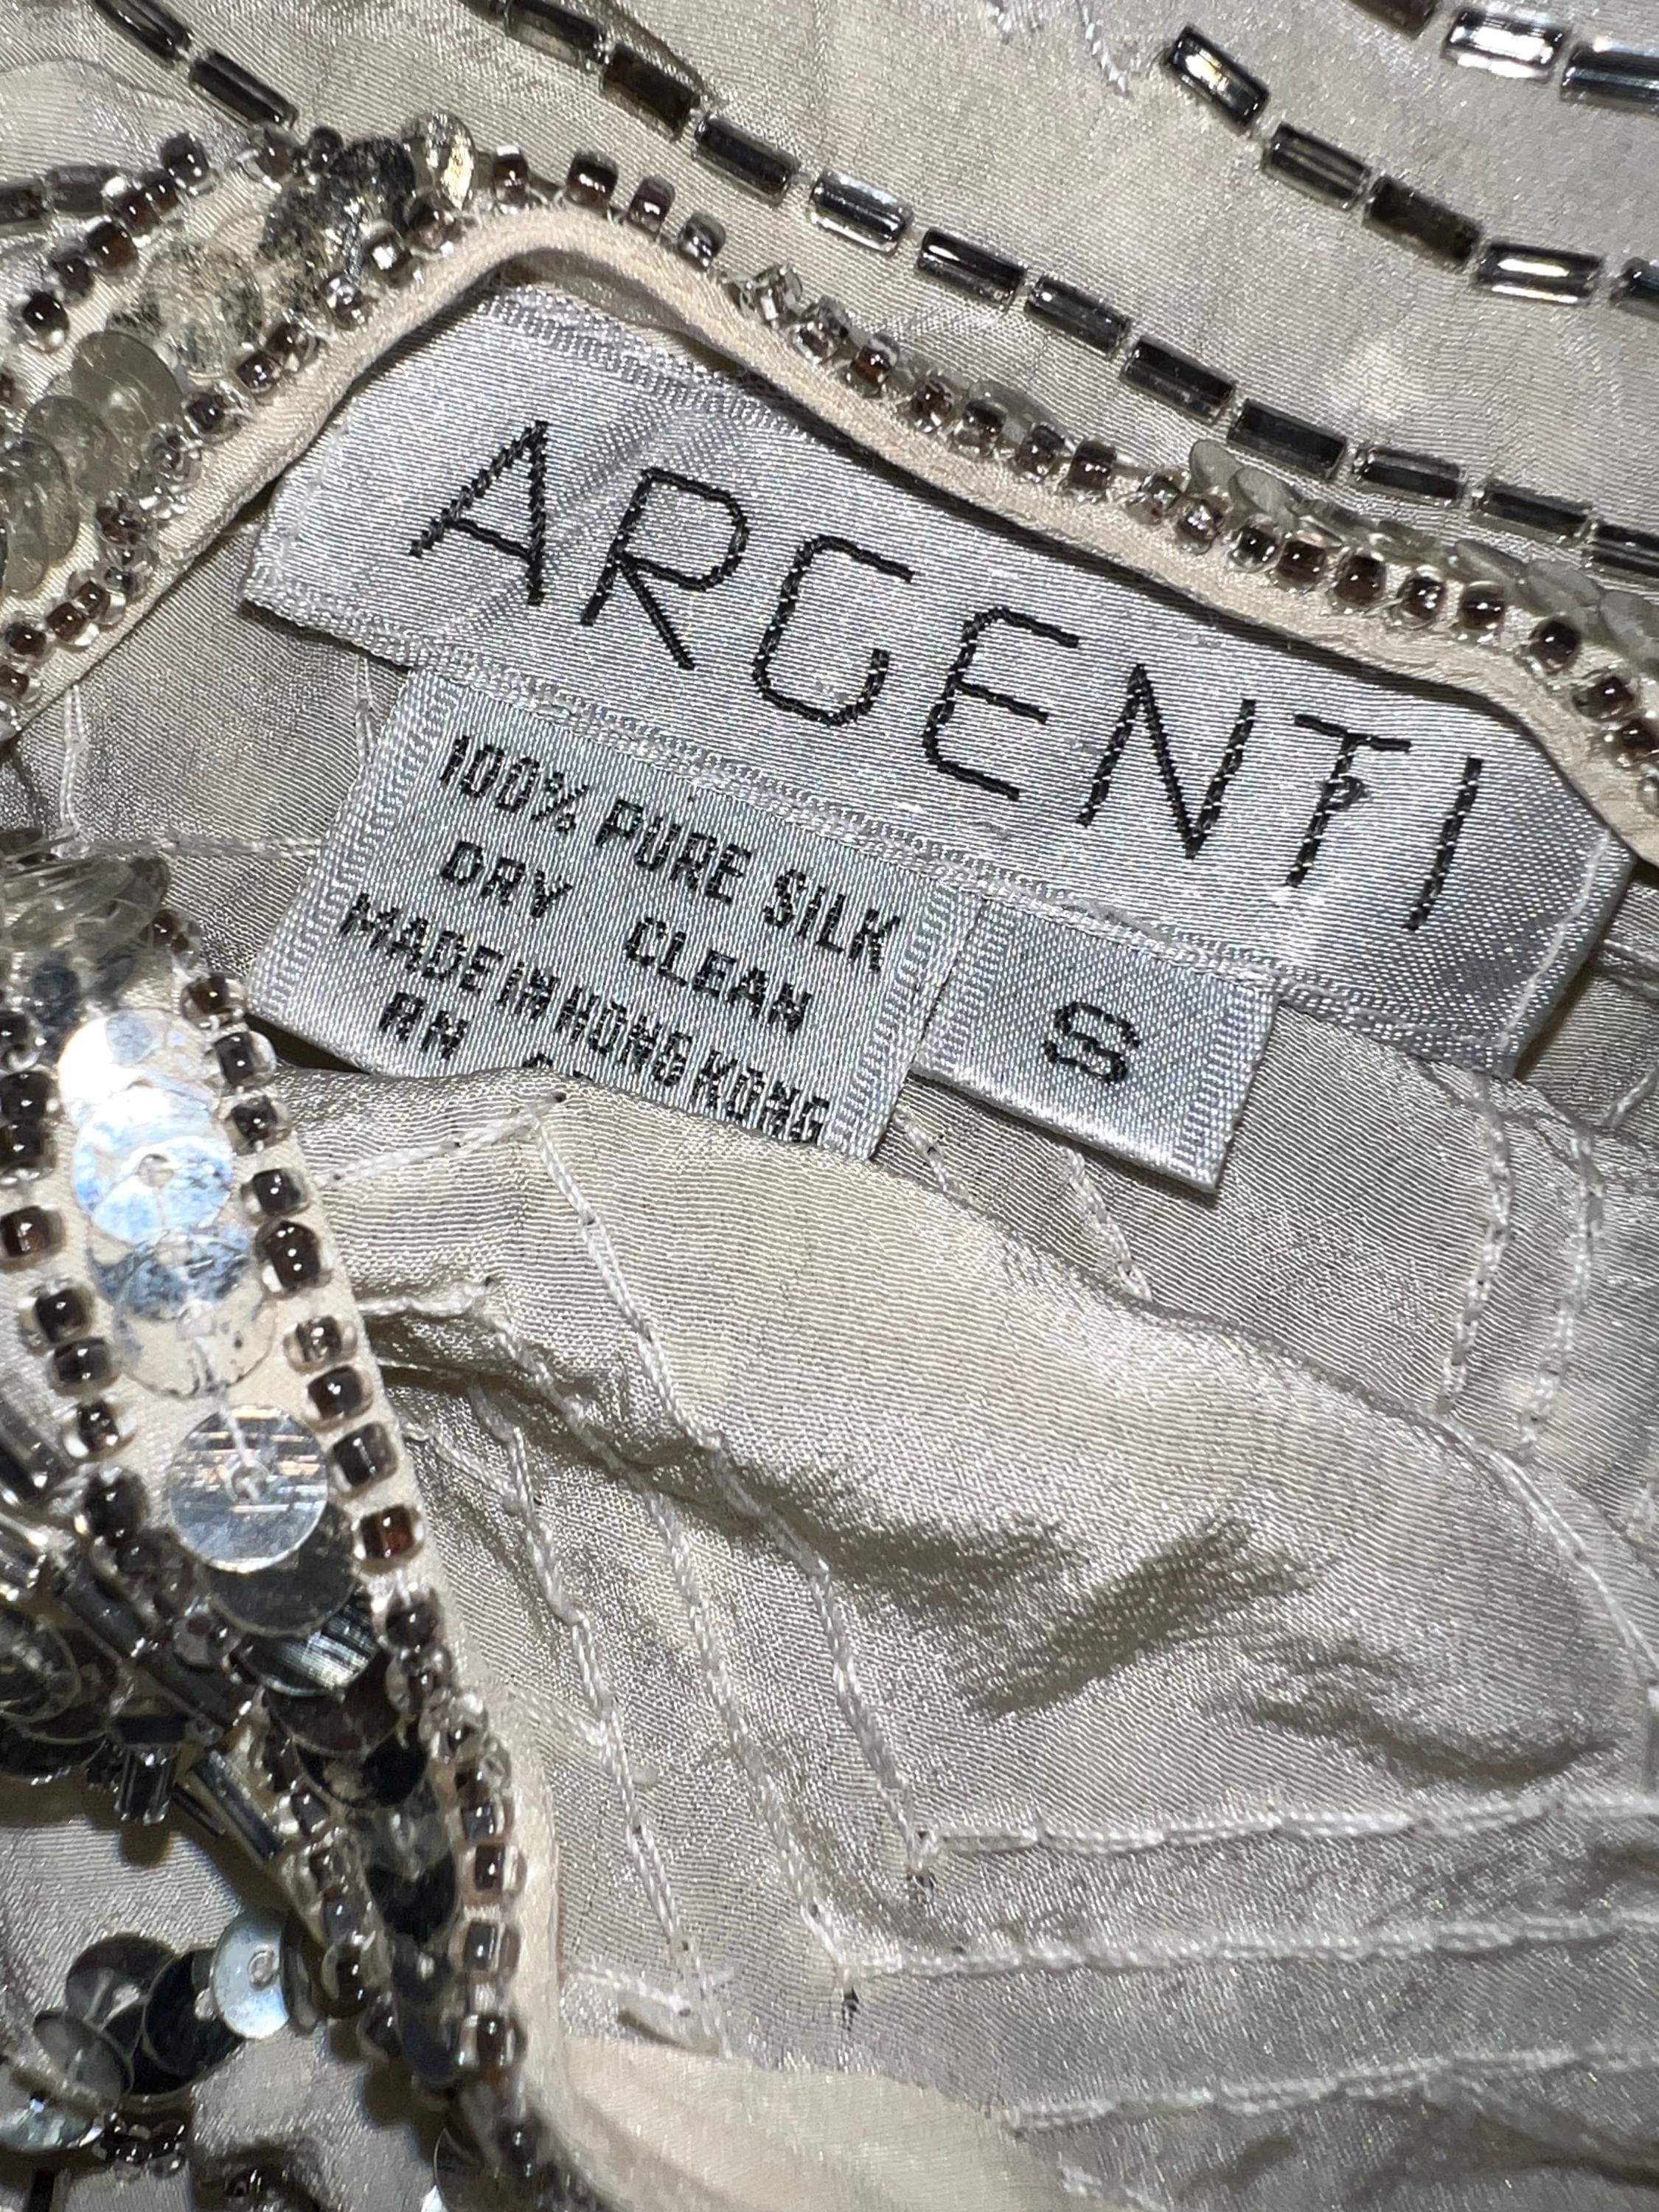 ARGENTI
100% PURE SILK
DRY CLEAN
MADE IN HONG KONG
RN
S